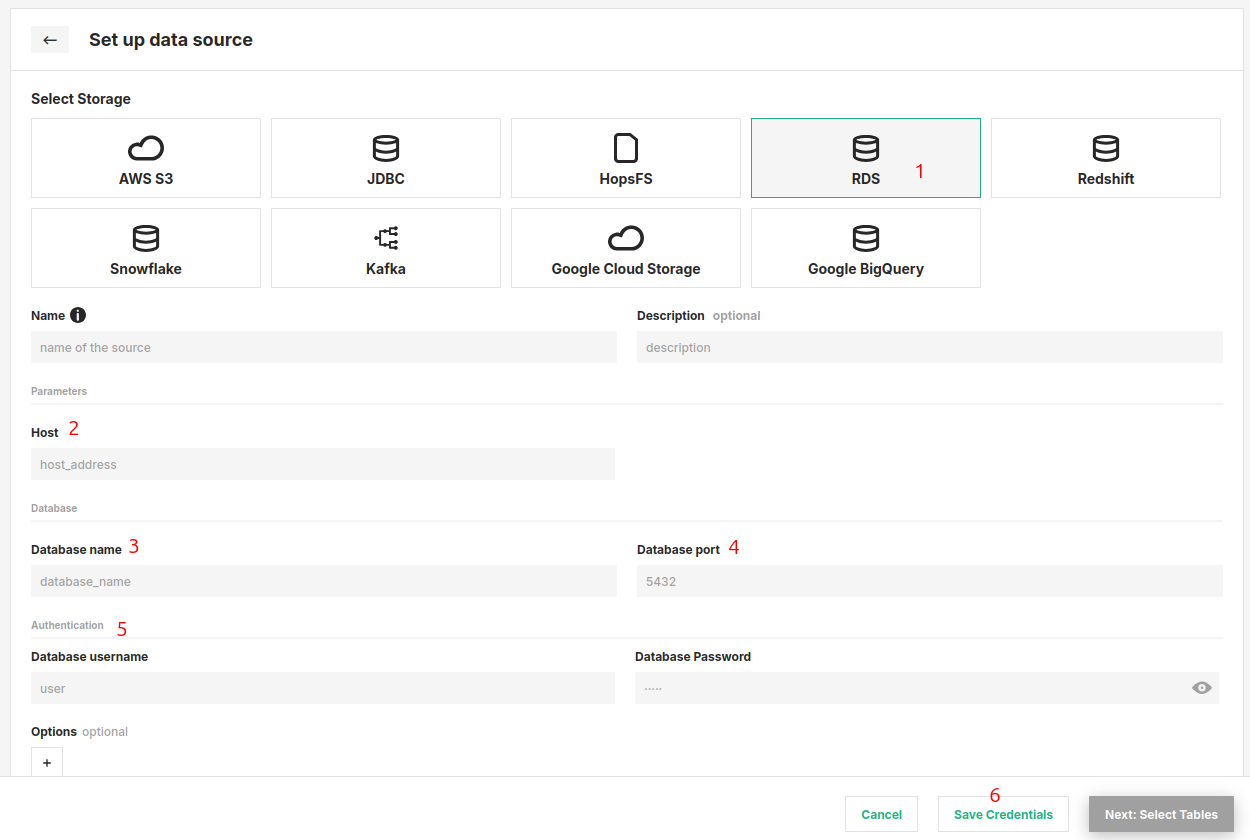 Set up data source
Select Storage
AWS S3
JDBC
HopsFS
RDS 1
Redshift
Snowflake
Kafka
Google Cloud Storage
Google BigQuery
Name
Description optional
name of the source
description
Parameters
Host 2
host_address
Database
Database name 3
Database port 4
database_name
5432
Authentication 5
Database username
Database Password
user
·····
Options optional
+
6
Cancel
Save Credentials
Next: Select Tables